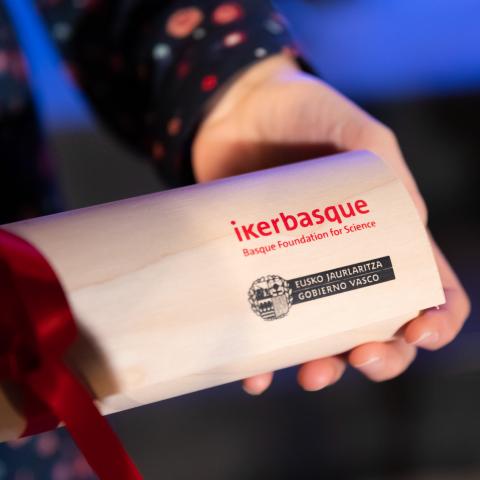 ikerbasque
Basque Foundation for Science
EUSKO JAURLARITZA
GOBIERNO VASCO